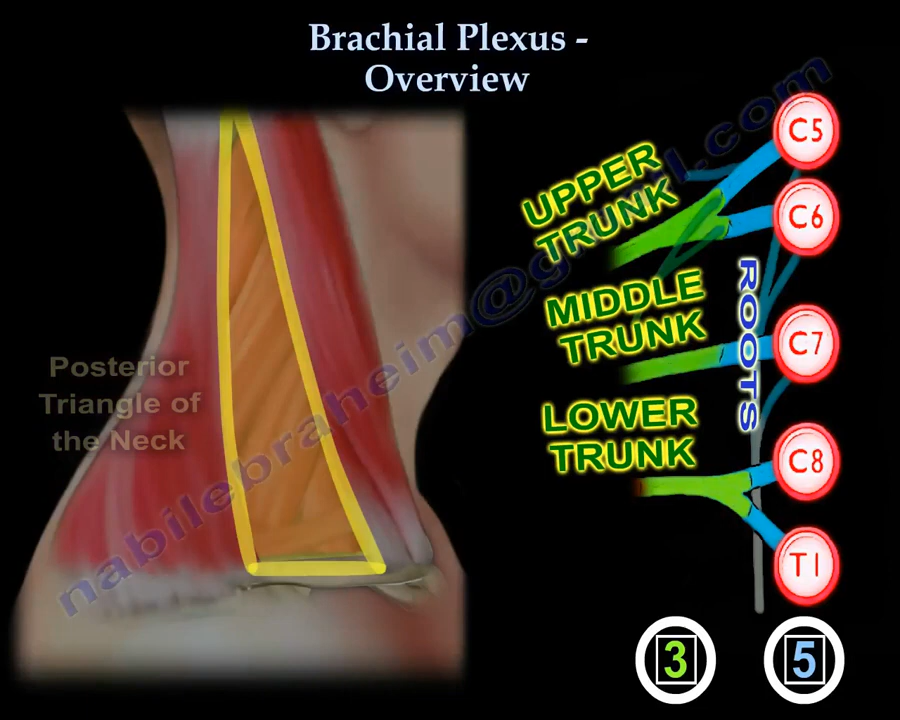 Brachial Plexus -
Overview
Posterior
Triangle of
the Neck
nabilebraheim@gmail.com
UPPER
TRUNK
MIDDLE
TRUNK
LOWER
TRUNK
ROOTS
C5
C6
C7
C8
T1
3
5